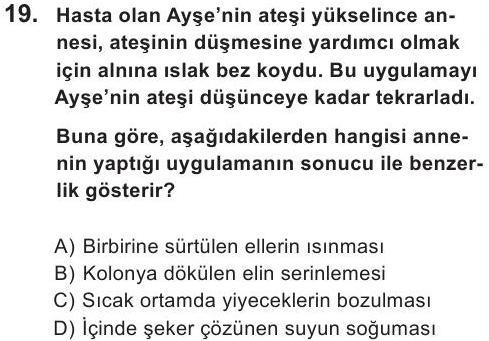 19. Hasta olan Ayşe’nin ateşi yükselince an-
nesi, ateşinin düşmesine yardımcı olmak
için alnına ıslak bez koydu. Bu uygulamayı
Ayşe’nin ateşi düşünceye kadar tekrarladı.
Buna göre, aşağıdakilerden hangisi anne-
nin yaptığı uygulamanın sonucu ile benzer-
lik gösterir?
A) Birbirine sürtülen ellerin ısınması
B) Kolonya dökülen elin serinlemesi
C) Sıcak ortamda yiyeceklerin bozulması
D) İçinde şeker çözünen suyun soğuması